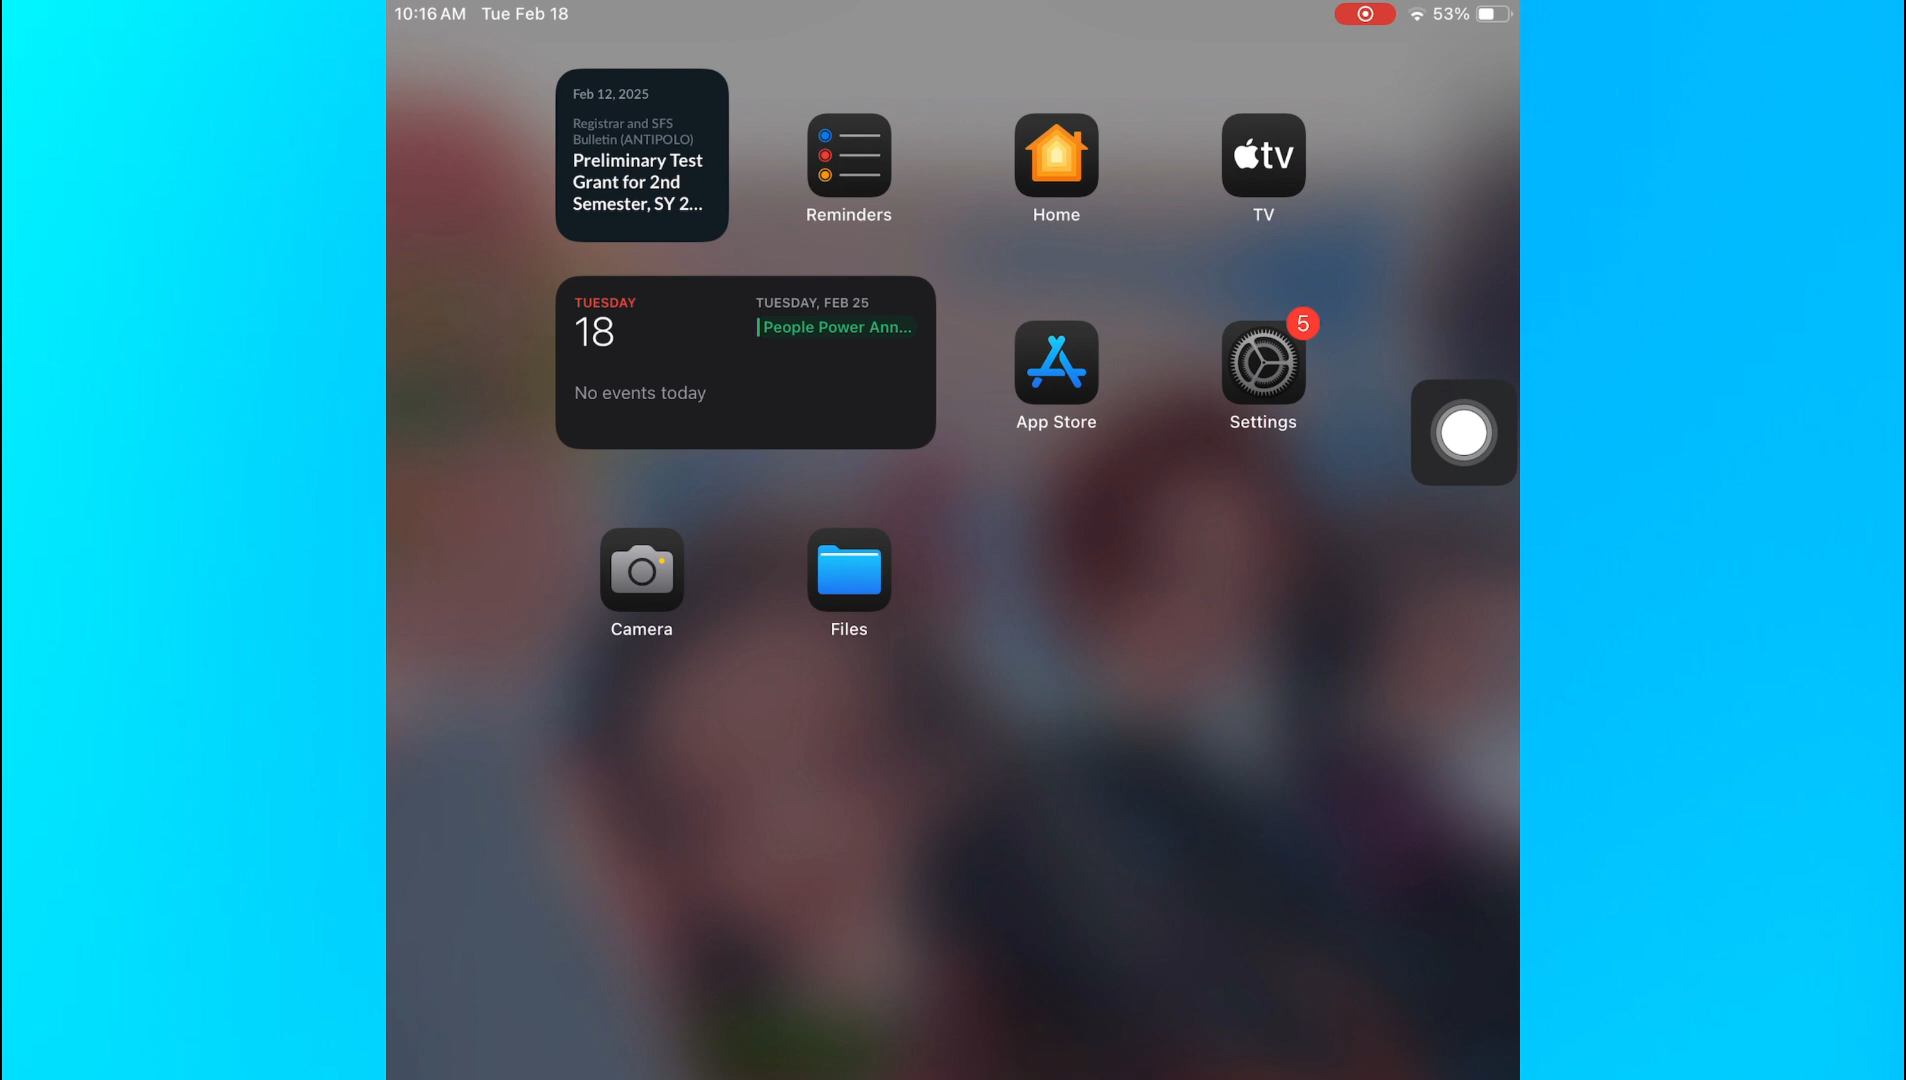 10:16 AM Tue Feb 18
53%
Feb 12, 2025
Registrar and SFS
Bulletin (ANTIPOLO)
Preliminary Test
Grant for 2nd
Semester, SY 2...
Reminders
Home
tv
TV
TUESDAY
18
No events today
TUESDAY, FEB 25
People Power Ann...
App Store
5
Settings
Camera
Files